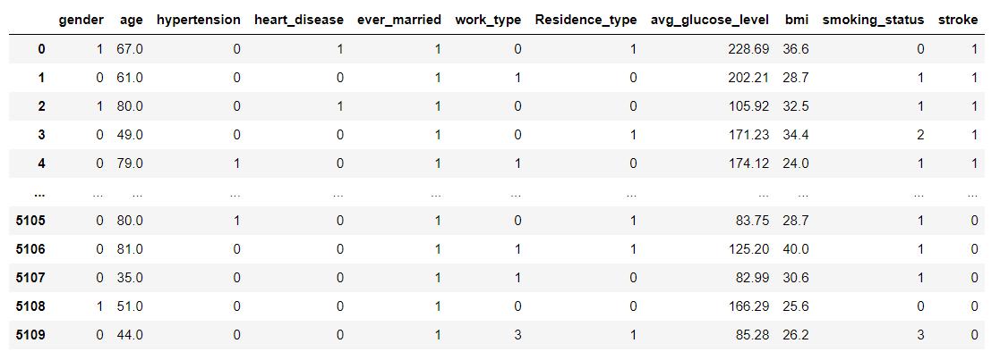 gender age hypertension heart_disease ever_married work_type Residence_type avg_glucose_level bmi smoking_status stroke
0 1 67.0 0 1 1 0 1 228.69 36.6 0 1
1 0 61.0 0 0 1 1 0 202.21 28.7 1 1
2 1 80.0 0 1 1 0 0 105.92 32.5 1 1
3 0 49.0 0 0 1 0 1 171.23 34.4 2 1
4 0 79.0 1 0 1 1 0 174.12 24.0 1 1
... ... ... ... ... ... ... ... ... ... ... ...
5105 0 80.0 1 0 1 0 1 83.75 28.7 1 0
5106 0 81.0 0 0 1 1 1 125.20 40.0 1 0
5107 0 35.0 0 0 1 1 0 82.99 30.6 1 0
5108 1 51.0 0 0 1 0 0 166.29 25.6 0 0
5109 0 44.0 0 0 1 3 1 85.28 26.2 3 0